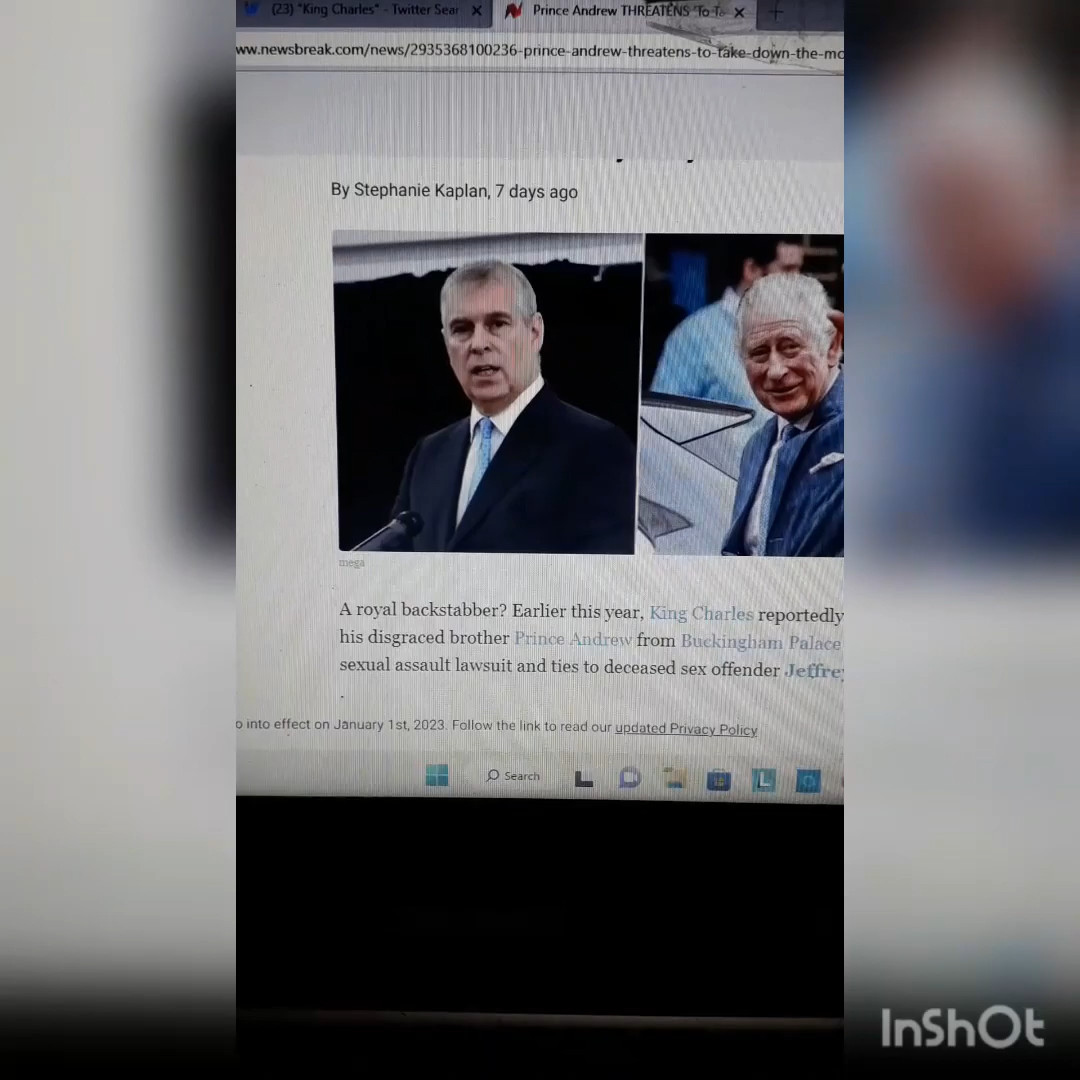 (23) "King Charles" - Twitter Sear
Prince Andrew THREATENS 'To Ta
ww.newsbreak.com/news/2935368100236-prince-andrew-threatens-to-take-down-the-mo
By Stephanie Kaplan, 7 days ago
mega
A royal backstabber? Earlier this year, King Charles reportedly
his disgraced brother Prince Andrew from Buckingham Palace
sexual assault lawsuit and ties to deceased sex offender Jeffrey
.
o into effect on January 1st, 2023. Follow the link to read our updated Privacy Policy
Search
InShOt